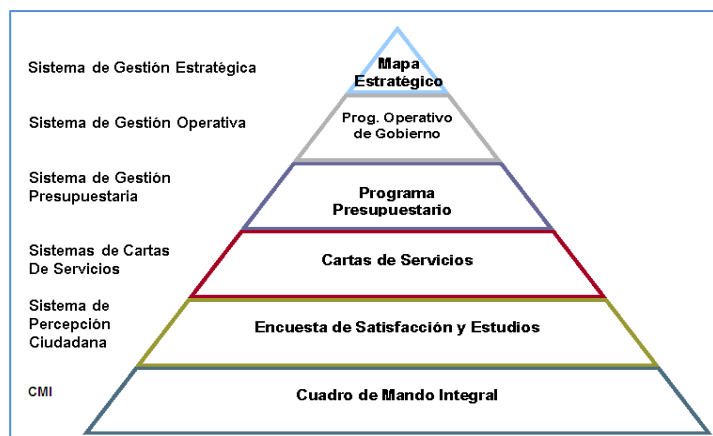 Sistema de Gestión Estratégica
Mapa
Estratégico
Sistema de Gestión Operativa
Prog. Operativo
de Gobierno
Sistema de Gestión
Presupuestaria
Programa
Presupuestario
Sistemas de Cartas
De Servicios
Cartas de Servicios
Sistema de
Percepción
Ciudadana
Encuesta de Satisfacción y Estudios
CMI
Cuadro de Mando Integral